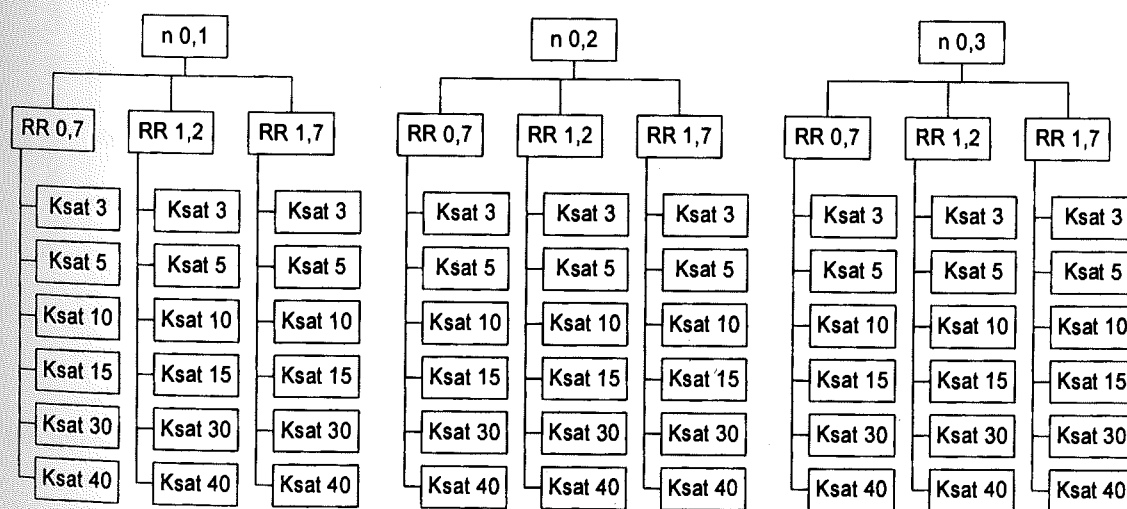 n 0,1 n 0,2 n 0,3
RR 0,7 RR 1,2 RR 1,7 RR 0,7 RR 1,2 RR 1,7 RR 0,7 RR 1,2 RR 1,7
Ksat 3 Ksat 3 Ksat 3 Ksat 3 Ksat 3 Ksat 3 Ksat 3 Ksat 3 Ksat 3
Ksat 5 Ksat 5 Ksat 5 Ksat 5 Ksat 5 Ksat 5 Ksat 5 Ksat 5 Ksat 5
Ksat 10 Ksat 10 Ksat 10 Ksat 10 Ksat 10 Ksat 10 Ksat 10 Ksat 10 Ksat 10
Ksat 15 Ksat 15 Ksat 15 Ksat 15 Ksat 15 Ksat 15 Ksat 15 Ksat 15 Ksat 15
Ksat 30 Ksat 30 Ksat 30 Ksat 30 Ksat 30 Ksat 30 Ksat 30 Ksat 30 Ksat 30
Ksat 40 Ksat 40 Ksat 40 Ksat 40 Ksat 40 Ksat 40 Ksat 40 Ksat 40 Ksat 40